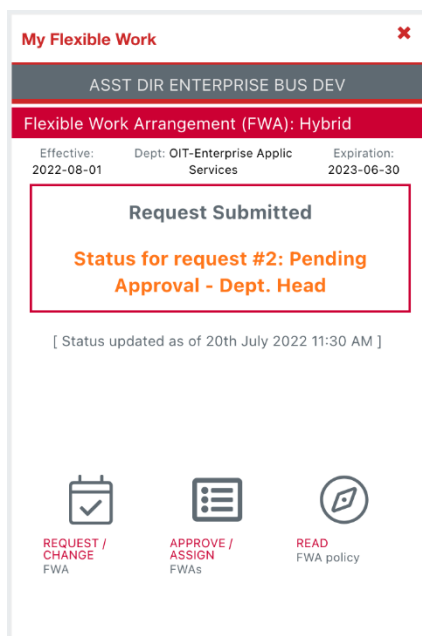 My Flexible Work
ASST DIR ENTERPRISE BUS DEV
Flexible Work Arrangement (FWA): Hybrid
Effective:
2022-08-01
Dept: OIT-Enterprise Applic
Services
Expiration:
2023-06-30
Request Submitted
Status for request #2: Pending
Approval - Dept. Head
[ Status updated as of 20th July 2022 11:30 AM ]
REQUEST /
CHANGE
FWA
APPROVE /
ASSIGN
FWAs
READ
FWA policy